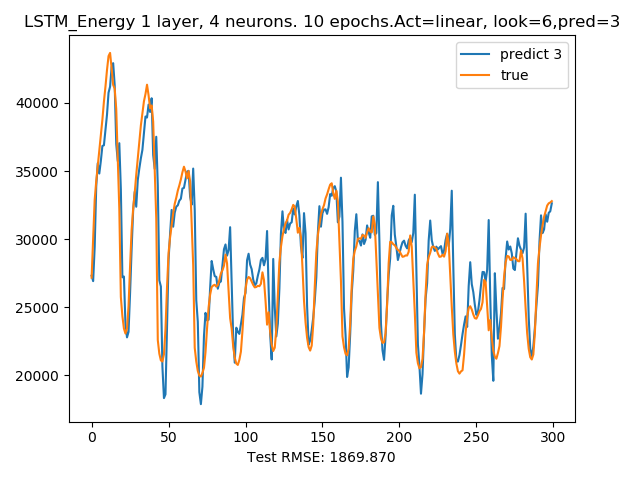 LSTM_Energy 1 layer, 4 neurons. 10 epochs.Act=linear, look=6,pred=3
predict 3
true
40000
35000
30000
25000
20000
0 50 100 150 200 250 300
Test RMSE: 1869.870